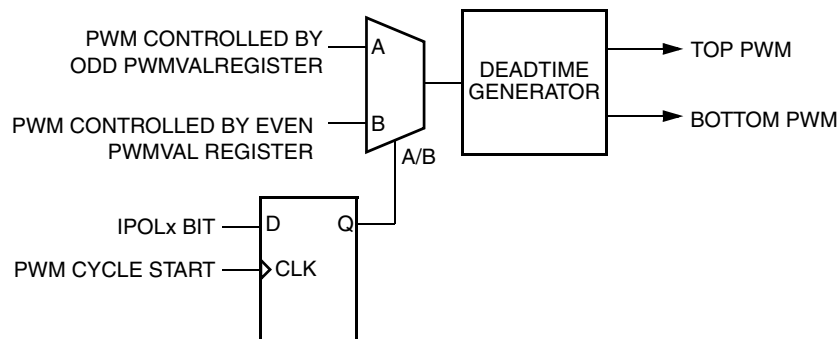 PWM CONTROLLED BY
ODD PWMVALREGISTER
A
DEADTIME
GENERATOR
TOP PWM
PWM CONTROLLED BY EVEN
PWMVAL REGISTER
B
BOTTOM PWM
A/B
IPOLx BIT
D
Q
PWM CYCLE START
CLK